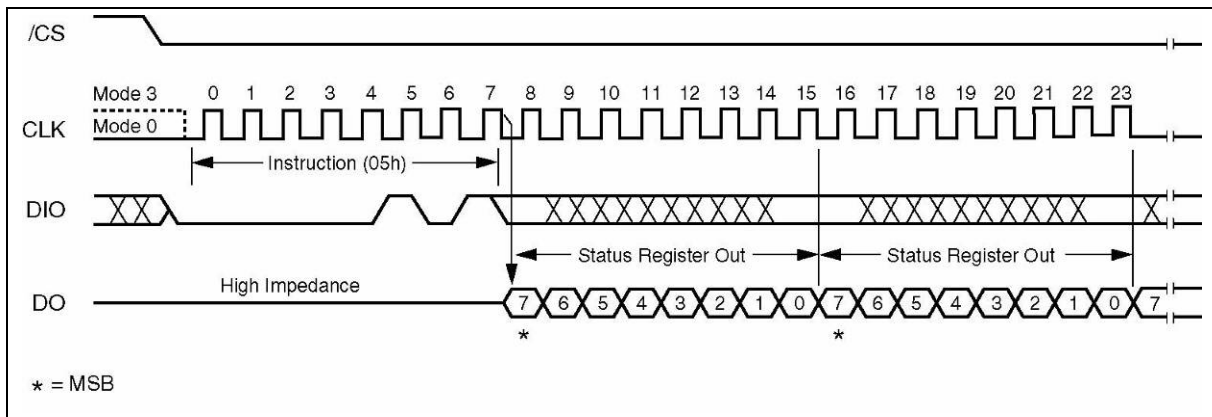 /CS
Mode 3 0 1 2 3 4 5 6 7 8 9 10 11 12 13 14 15 16 17 18 19 20 21 22 23
CLK Mode 0
Instruction (05h)
DIO
Status Register Out Status Register Out
High Impedance
DO 7 6 5 4 3 2 1 0 7 6 5 4 3 2 1 0 7
* *
* = MSB